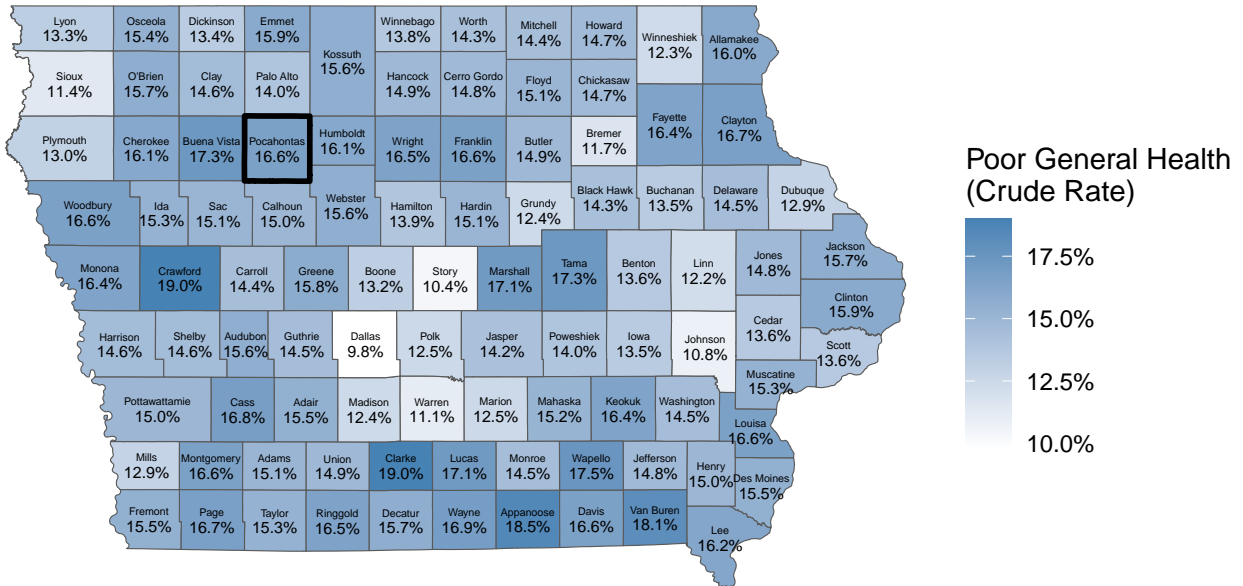 Lyon
13.3%
Osceola
15.4%
Dickinson
13.4%
Emmet
15.9%
Kossuth
15.6%
Winnebago
13.8%
Worth
14.3%
Mitchell
14.4%
Howard
14.7%
Winneshiek
12.3%
Allamakee
16.0%
Sioux
11.4%
O'Brien
15.7%
Clay
14.6%
Palo Alto
14.0%
Hancock
14.9%
Cerro Gordo
14.8%
Floyd
15.1%
Chickasaw
14.7%
Fayette
16.4%
Clayton
16.7%
Plymouth
13.0%
Cherokee
16.1%
Buena Vista
17.3%
Pocahontas
16.6%
Humboldt
16.1%
Wright
16.5%
Franklin
16.6%
Butler
14.9%
Bremer
11.7%
Woodbury
16.6%
Ida
15.3%
Sac
15.1%
Calhoun
15.0%
Webster
15.6%
Hamilton
13.9%
Hardin
15.1%
Grundy
12.4%
Black Hawk
14.3%
Buchanan
13.5%
Delaware
14.5%
Dubuque
12.9%
Monona
16.4%
Crawford
19.0%
Carroll
14.4%
Greene
15.8%
Boone
13.2%
Story
10.4%
Marshall
17.1%
Tama
17.3%
Benton
13.6%
Linn
12.2%
Jones
14.8%
Jackson
15.7%
Clinton
15.9%
Harrison
14.6%
Shelby
14.6%
Audubon
15.6%
Guthrie
14.5%
Dallas
9.8%
Polk
12.5%
Jasper
14.2%
Poweshiek
14.0%
Iowa
13.5%
Johnson
10.8%
Cedar
13.6%
Scott
13.6%
Muscatine
15.3%
Pottawattamie
15.0%
Cass
16.8%
Adair
15.5%
Madison
12.4%
Warren
11.1%
Marion
12.5%
Mahaska
15.2%
Keokuk
16.4%
Washington
14.5%
Louisa
16.6%
Mills
12.9%
Montgomery
16.6%
Adams
15.1%
Union
14.9%
Clarke
19.0%
Lucas
17.1%
Monroe
14.5%
Wapello
17.5%
Jefferson
14.8%
Henry
15.0%
Des Moines
15.5%
Fremont
15.5%
Page
16.7%
Taylor
15.3%
Ringgold
16.5%
Decatur
15.7%
Wayne
16.9%
Appanoose
18.5%
Davis
16.6%
Van Buren
18.1%
Lee
16.2%
Poor General Health
(Crude Rate)
17.5%
15.0%
12.5%
10.0%